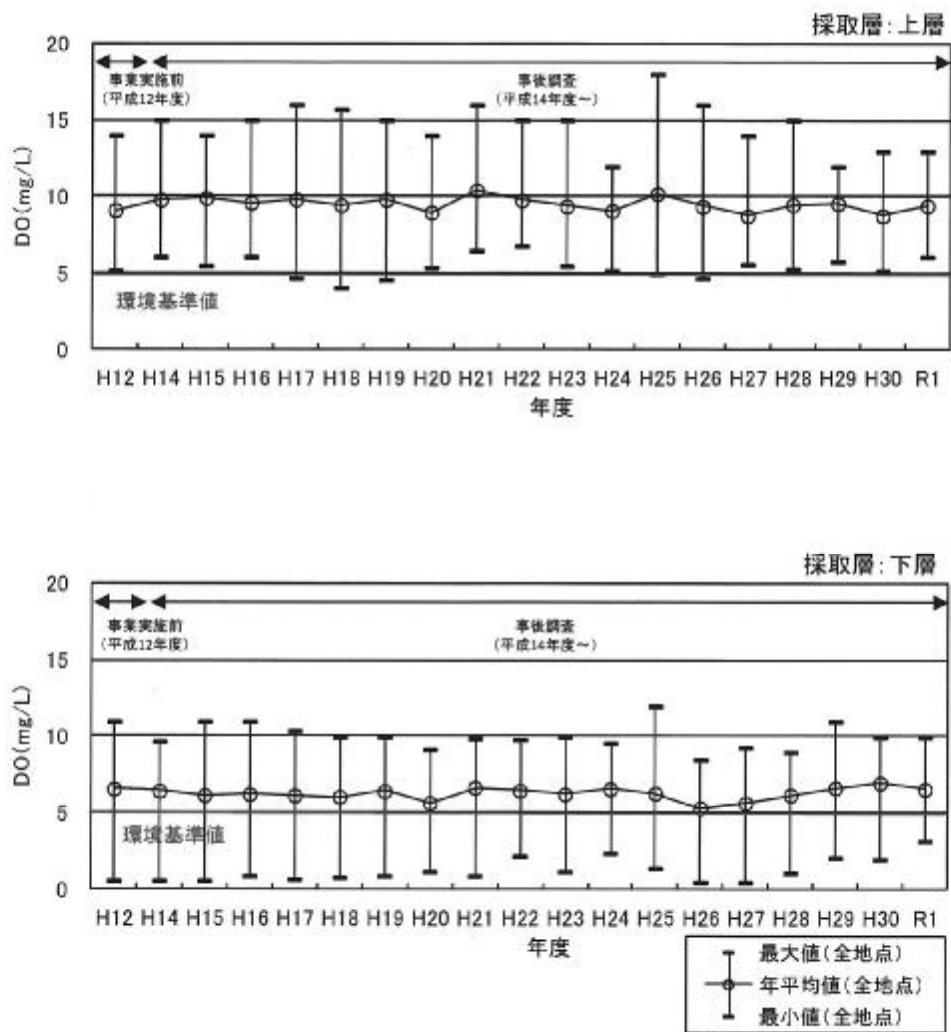 採取層:上層
20
事業実施前
(平成12年度)
事後調査
(平成14年度～)
15
10
5
0
DO(mg/L)
環境基準値
H12 H14 H15 H16 H17 H18 H19 H20 H21 H22 H23 H24 H25 H26 H27 H28 H29 H30 R1
年度
採取層:下層
20
事業実施前
(平成12年度)
事後調査
(平成14年度～)
15
10
5
0
DO(mg/L)
環境基準値
H12 H14 H15 H16 H17 H18 H19 H20 H21 H22 H23 H24 H25 H26 H27 H28 H29 H30 R1
年度
最大値(全地点)
年平均値(全地点)
最小値(全地点)